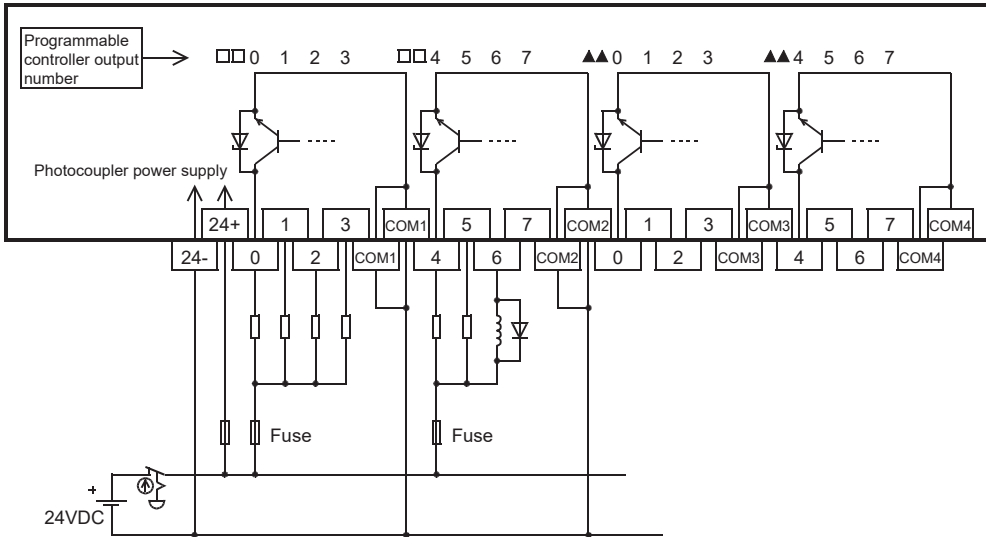 Programmable
controller output
number
□□0 1 2 3 □□4 5 6 7 ▲▲0 1 2 3 ▲▲4 5 6 7
Photocoupler power supply
24+ 1 3 COM1 5 7 COM2 1 3 COM3 5 7 COM4
24- 0 2 COM1 4 6 COM2 0 2 COM3 4 6 COM4
Fuse Fuse
+
24VDC